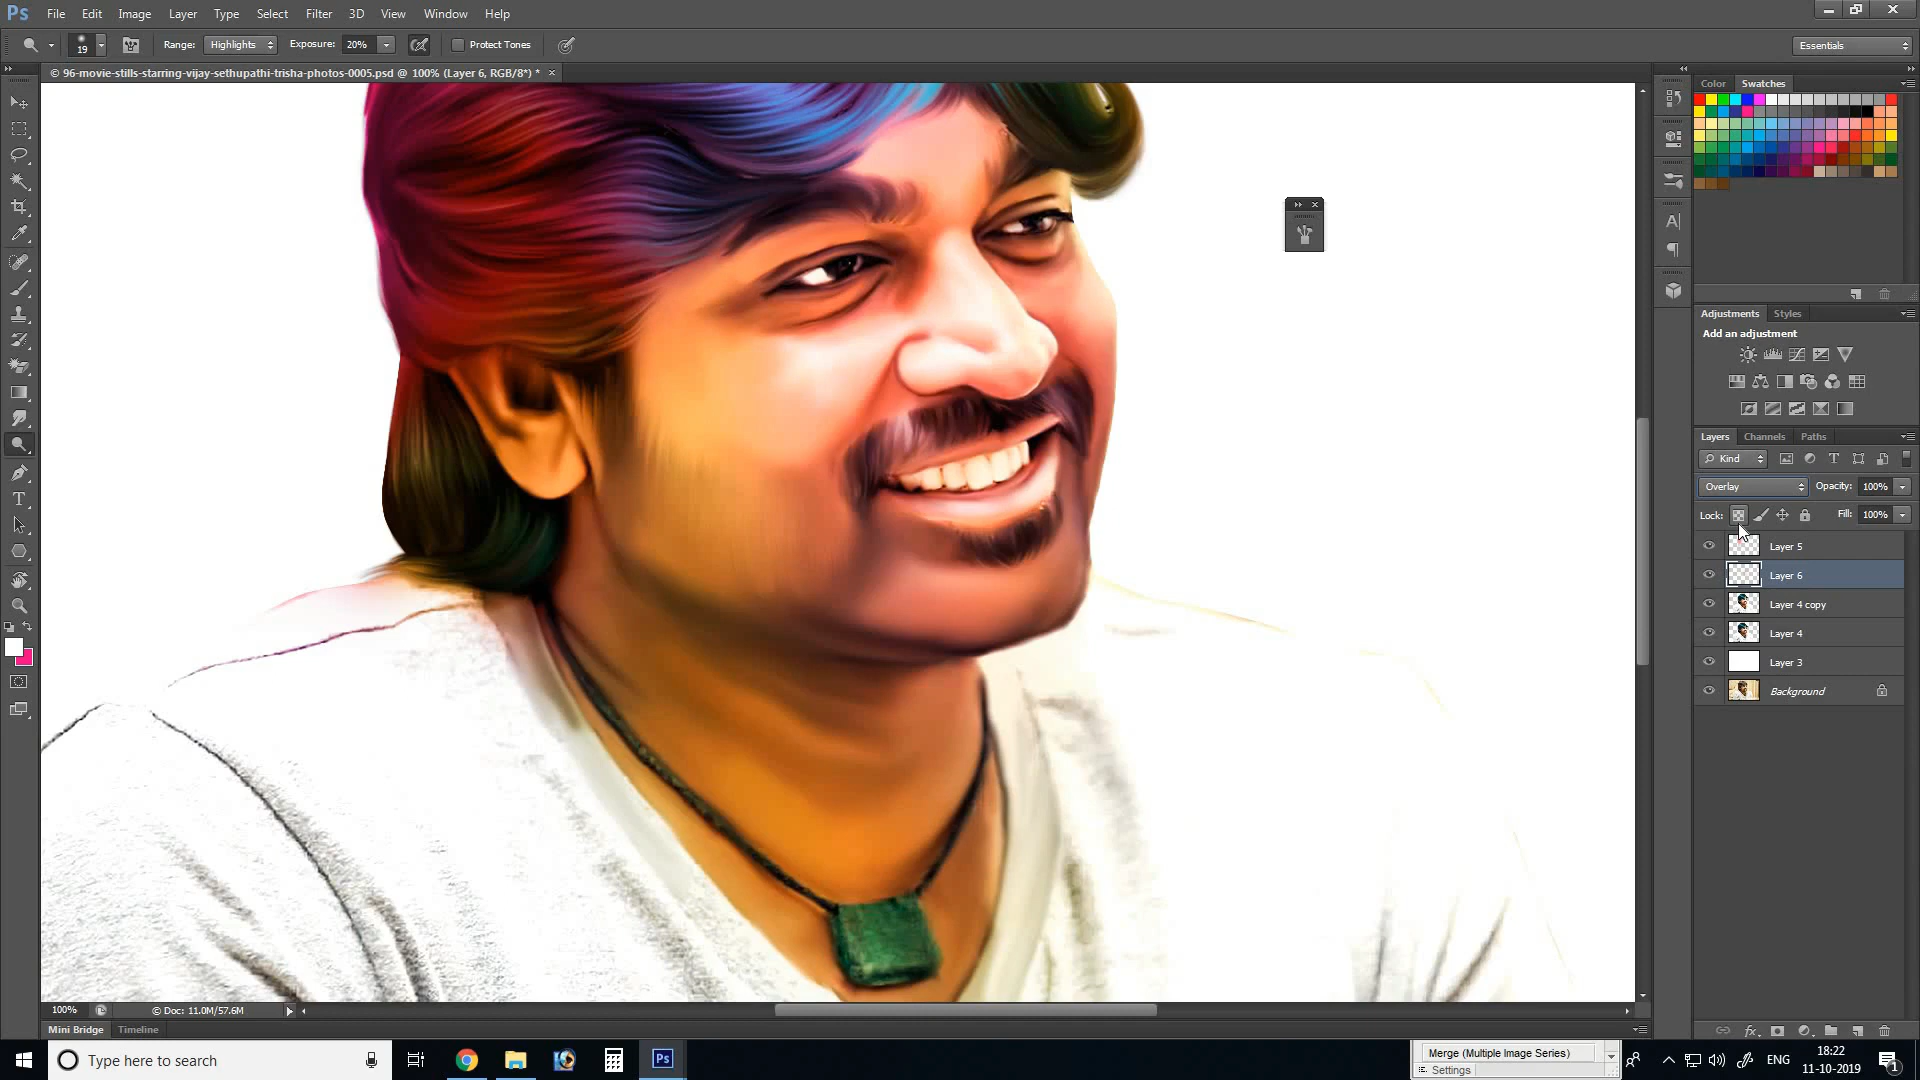 Ps File Edit Image Layer Type Select Filter 3D View Window Help
19 Range: Highlights Exposure: 20% Protect Tones Essentials
© 96-movie-stills-starring-vijay-sethupathi-trisha-photos-0005.psd @ 100% (Layer 6, RGB/8*) * ×
Color Swatches
Adjustments Styles
Add an adjustment
Layers Channels Paths
Kind
Overlay Opacity: 100%
Lock: Fill: 100%
Layer 5
Layer 6
Layer 4 copy
Layer 4
Layer 3
Background
100% © Doc: 11.0M/57.6M
Mini Bridge Timeline
Type here to search Ps
Merge (Multiple Image Series)
Settings
ENG
18:22
11-10-2019
1